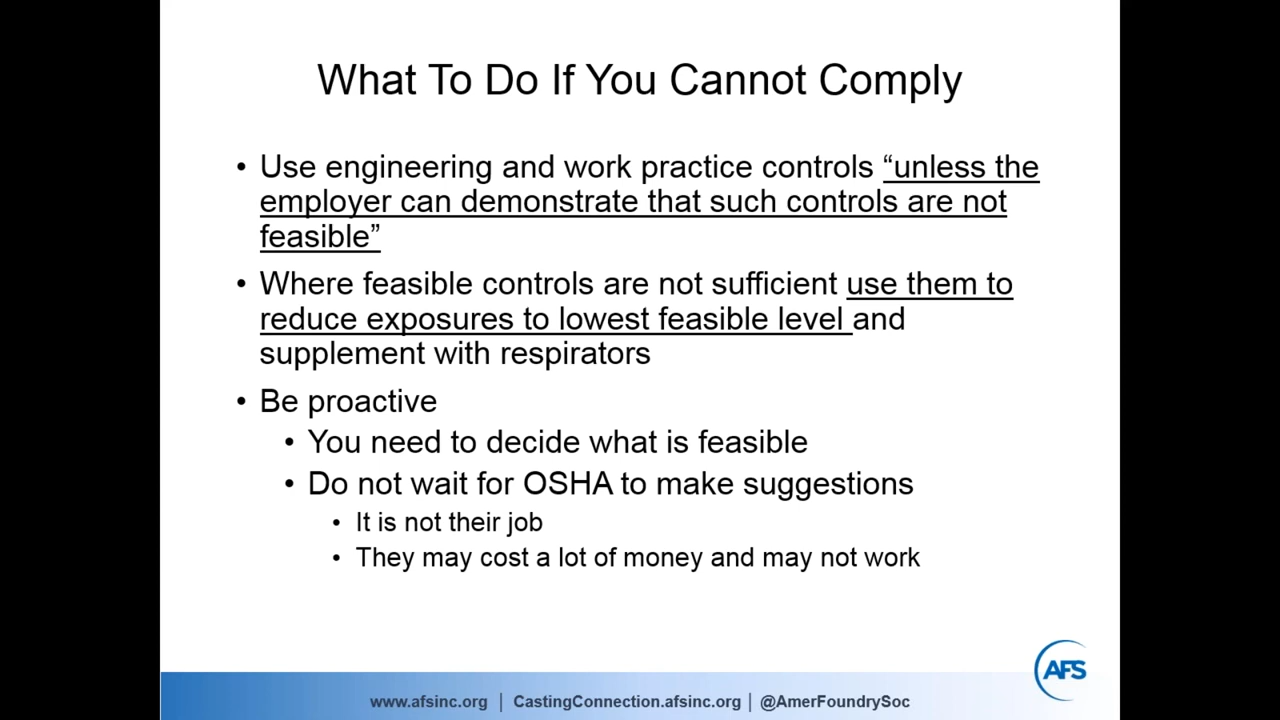 What To Do If You Cannot Comply
• Use engineering and work practice controls “unless the
employer can demonstrate that such controls are not
feasible”
• Where feasible controls are not sufficient use them to
reduce exposures to lowest feasible level and
supplement with respirators
• Be proactive
• You need to decide what is feasible
• Do not wait for OSHA to make suggestions
• It is not their job
• They may cost a lot of money and may not work
AFS
www.afsinc.org | CastingConnection.afsinc.org | @AmerFoundrySoc